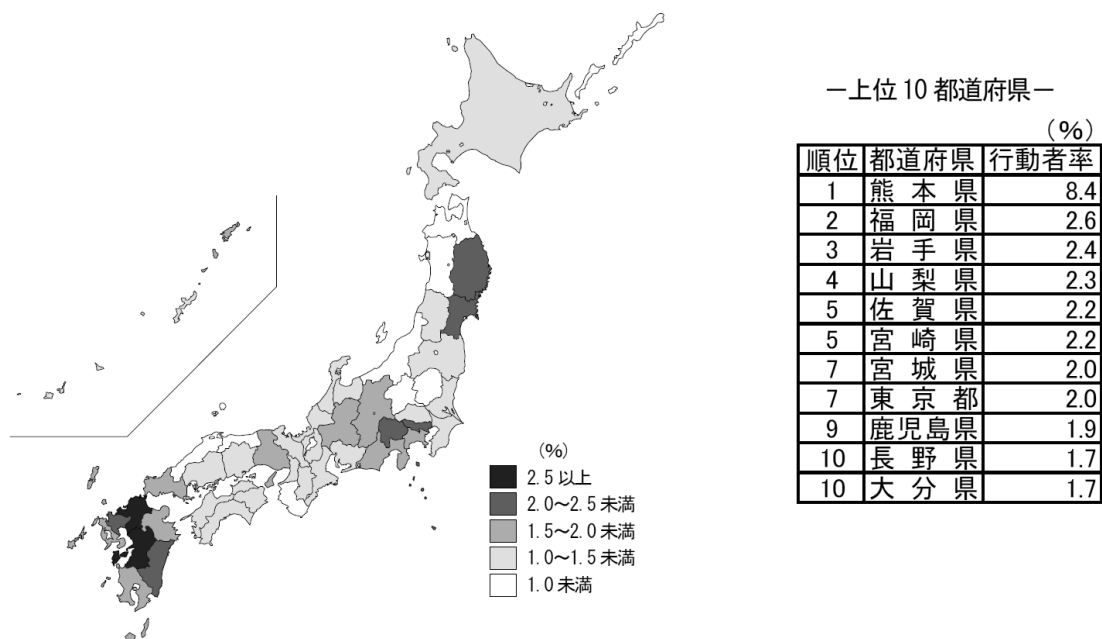 －上位 10 都道府県－
(%)
順位 都道府県 行動者率
1 熊本県 8.4
2 福岡県 2.6
3 岩手県 2.4
4 山梨県 2.3
5 佐賀県 2.2
5 宮崎県 2.2
7 宮城県 2.0
7 東京都 2.0
9 鹿児島県 1.9
10 長野県 1.7
10 大分県 1.7
(%)
2.5 以上
2.0～2.5 未満
1.5～2.0 未満
1.0～1.5 未満
1.0 未満